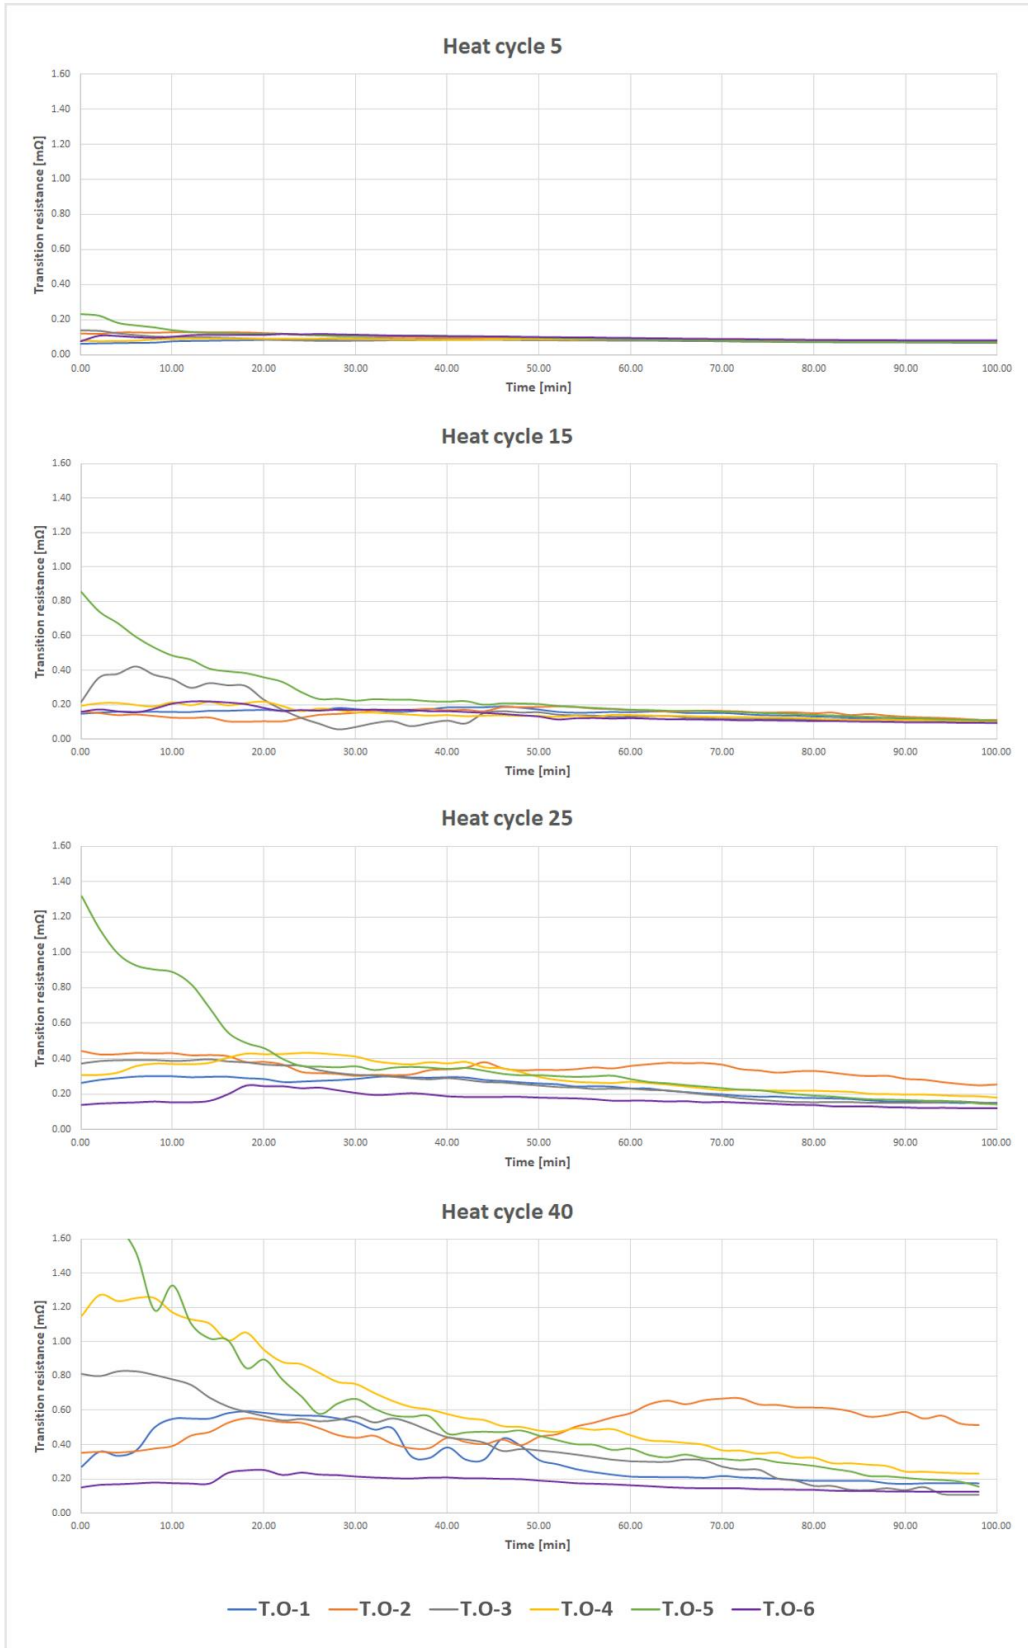 Heat cycle 5
Transition resistance [mΩ]
1.60
1.40
1.20
1.00
0.80
0.60
0.40
0.20
0.00
0.00 10.00 20.00 30.00 40.00 50.00 60.00 70.00 80.00 90.00 100.00
Time [min]
Heat cycle 15
Transition resistance [mΩ]
1.60
1.40
1.20
1.00
0.80
0.60
0.40
0.20
0.00
0.00 10.00 20.00 30.00 40.00 50.00 60.00 70.00 80.00 90.00 100.00
Time [min]
Heat cycle 25
Transition resistance [mΩ]
1.60
1.40
1.20
1.00
0.80
0.60
0.40
0.20
0.00
0.00 10.00 20.00 30.00 40.00 50.00 60.00 70.00 80.00 90.00 100.00
Time [min]
Heat cycle 40
Transition resistance [mΩ]
1.60
1.40
1.20
1.00
0.80
0.60
0.40
0.20
0.00
0.00 10.00 20.00 30.00 40.00 50.00 60.00 70.00 80.00 90.00 100.00
Time [min]
T.O-1 T.O-2 T.O-3 T.O-4 T.O-5 T.O-6